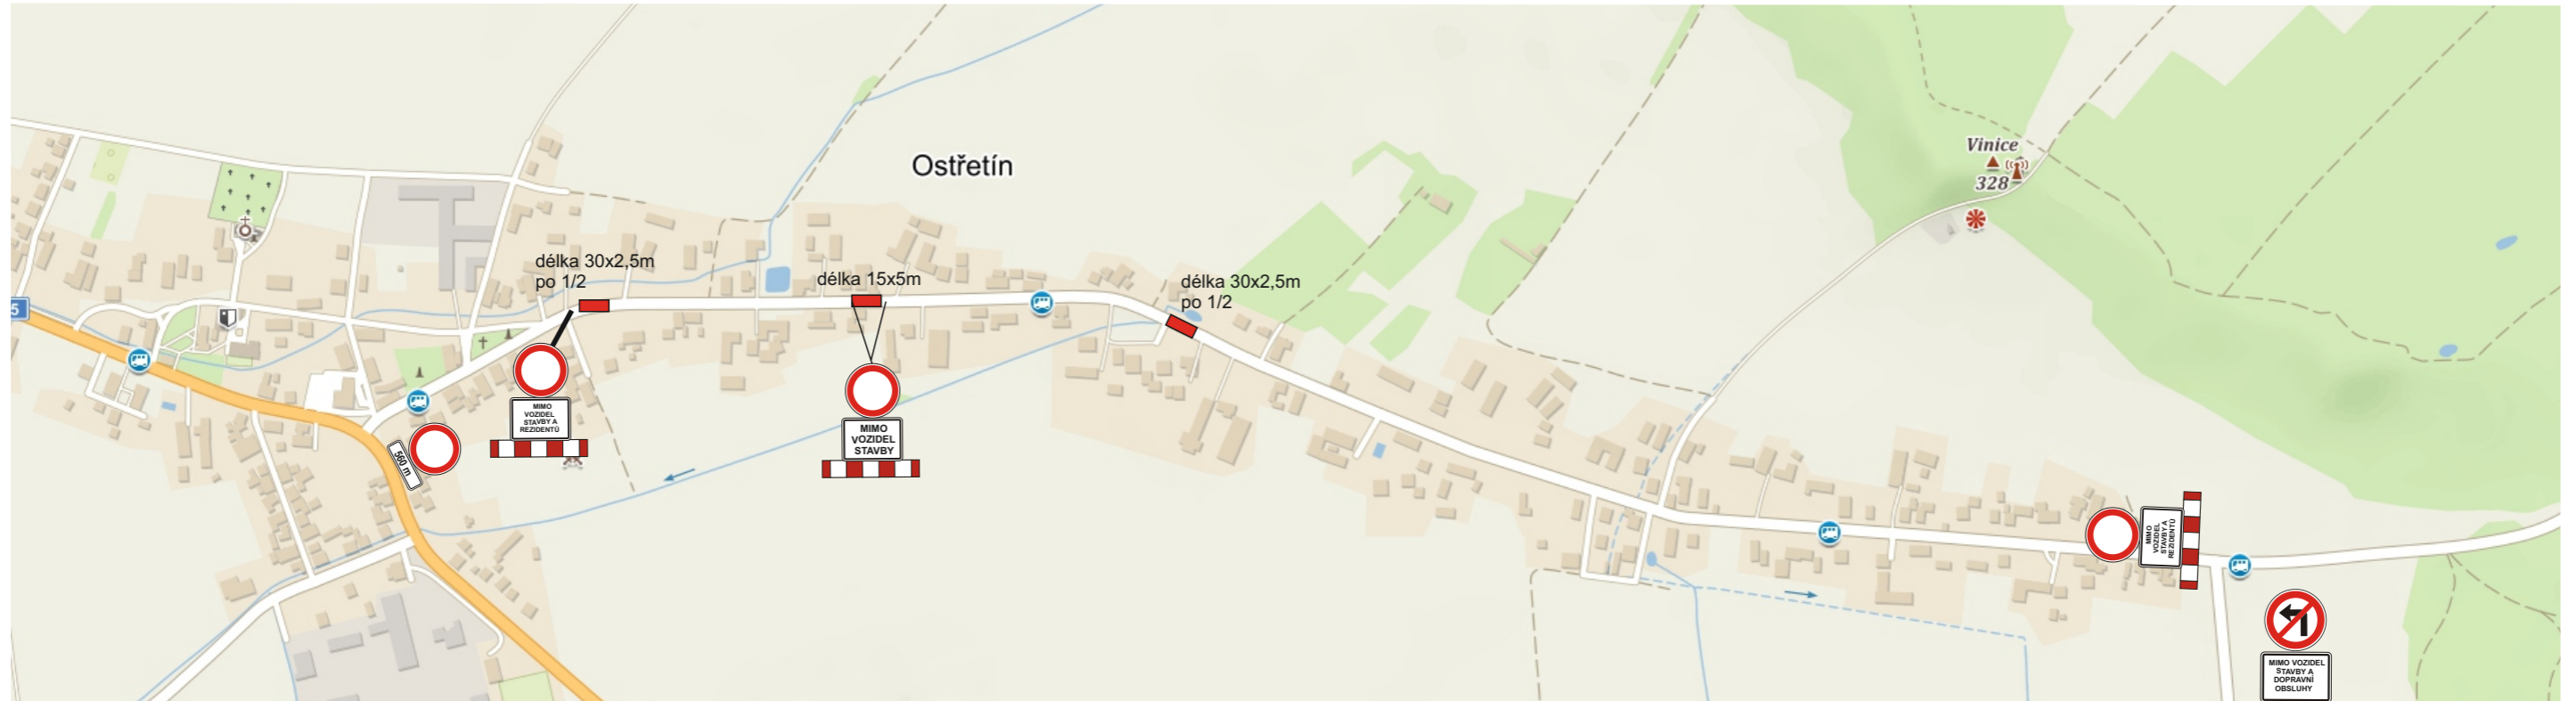 Vinice
328
Ostřetín
délka 30x2,5m
po 1/2
délka 15x5m
délka 30x2,5m
po 1/2
5
MIMO
VOZIDEL
STAVBY A
REZIDENTŮ
MIMO
VOZIDEL
STAVBY
560 m
MIMO
VOZIDEL
STAVBY A
REZIDENTŮ
MIMO VOZIDEL
STAVBY A
DOPRAVNÍ
OBSLUHY